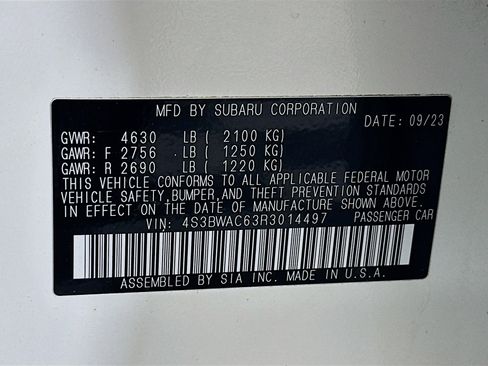 MFD BY SUBARU CORPORATION
DATE: 09/23
GVWR: 4630 LB ( 2100 KG)
GAWR: F 2756 LB ( 1250 KG)
GAWR: R 2690 LB ( 1220 KG)
THIS VEHICLE CONFORMS TO ALL APPLICABLE FEDERAL MOTOR
VEHICLE SAFETY,BUMPER,AND THEFT PREVENTION STANDARDS
IN EFFECT ON THE DATE OF MANUFACTURE SHOWN ABOVE.
VIN: 4S3BWAC63R3014497 PASSENGER CAR
ASSEMBLED BY SIA INC. MADE IN U.S.A.